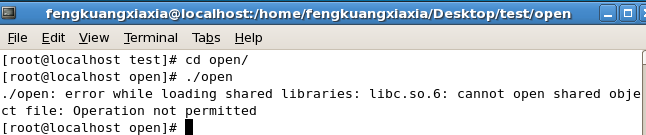 fengkuangxiaxia@localhost:/home/fengkuangxiaxia/Desktop/test/open
File Edit View Terminal Tabs Help
[root@localhost test]# cd open/
[root@localhost open]# ./open
./open: error while loading shared libraries: libc.so.6: cannot open shared obje
ct file: Operation not permitted
[root@localhost open]#